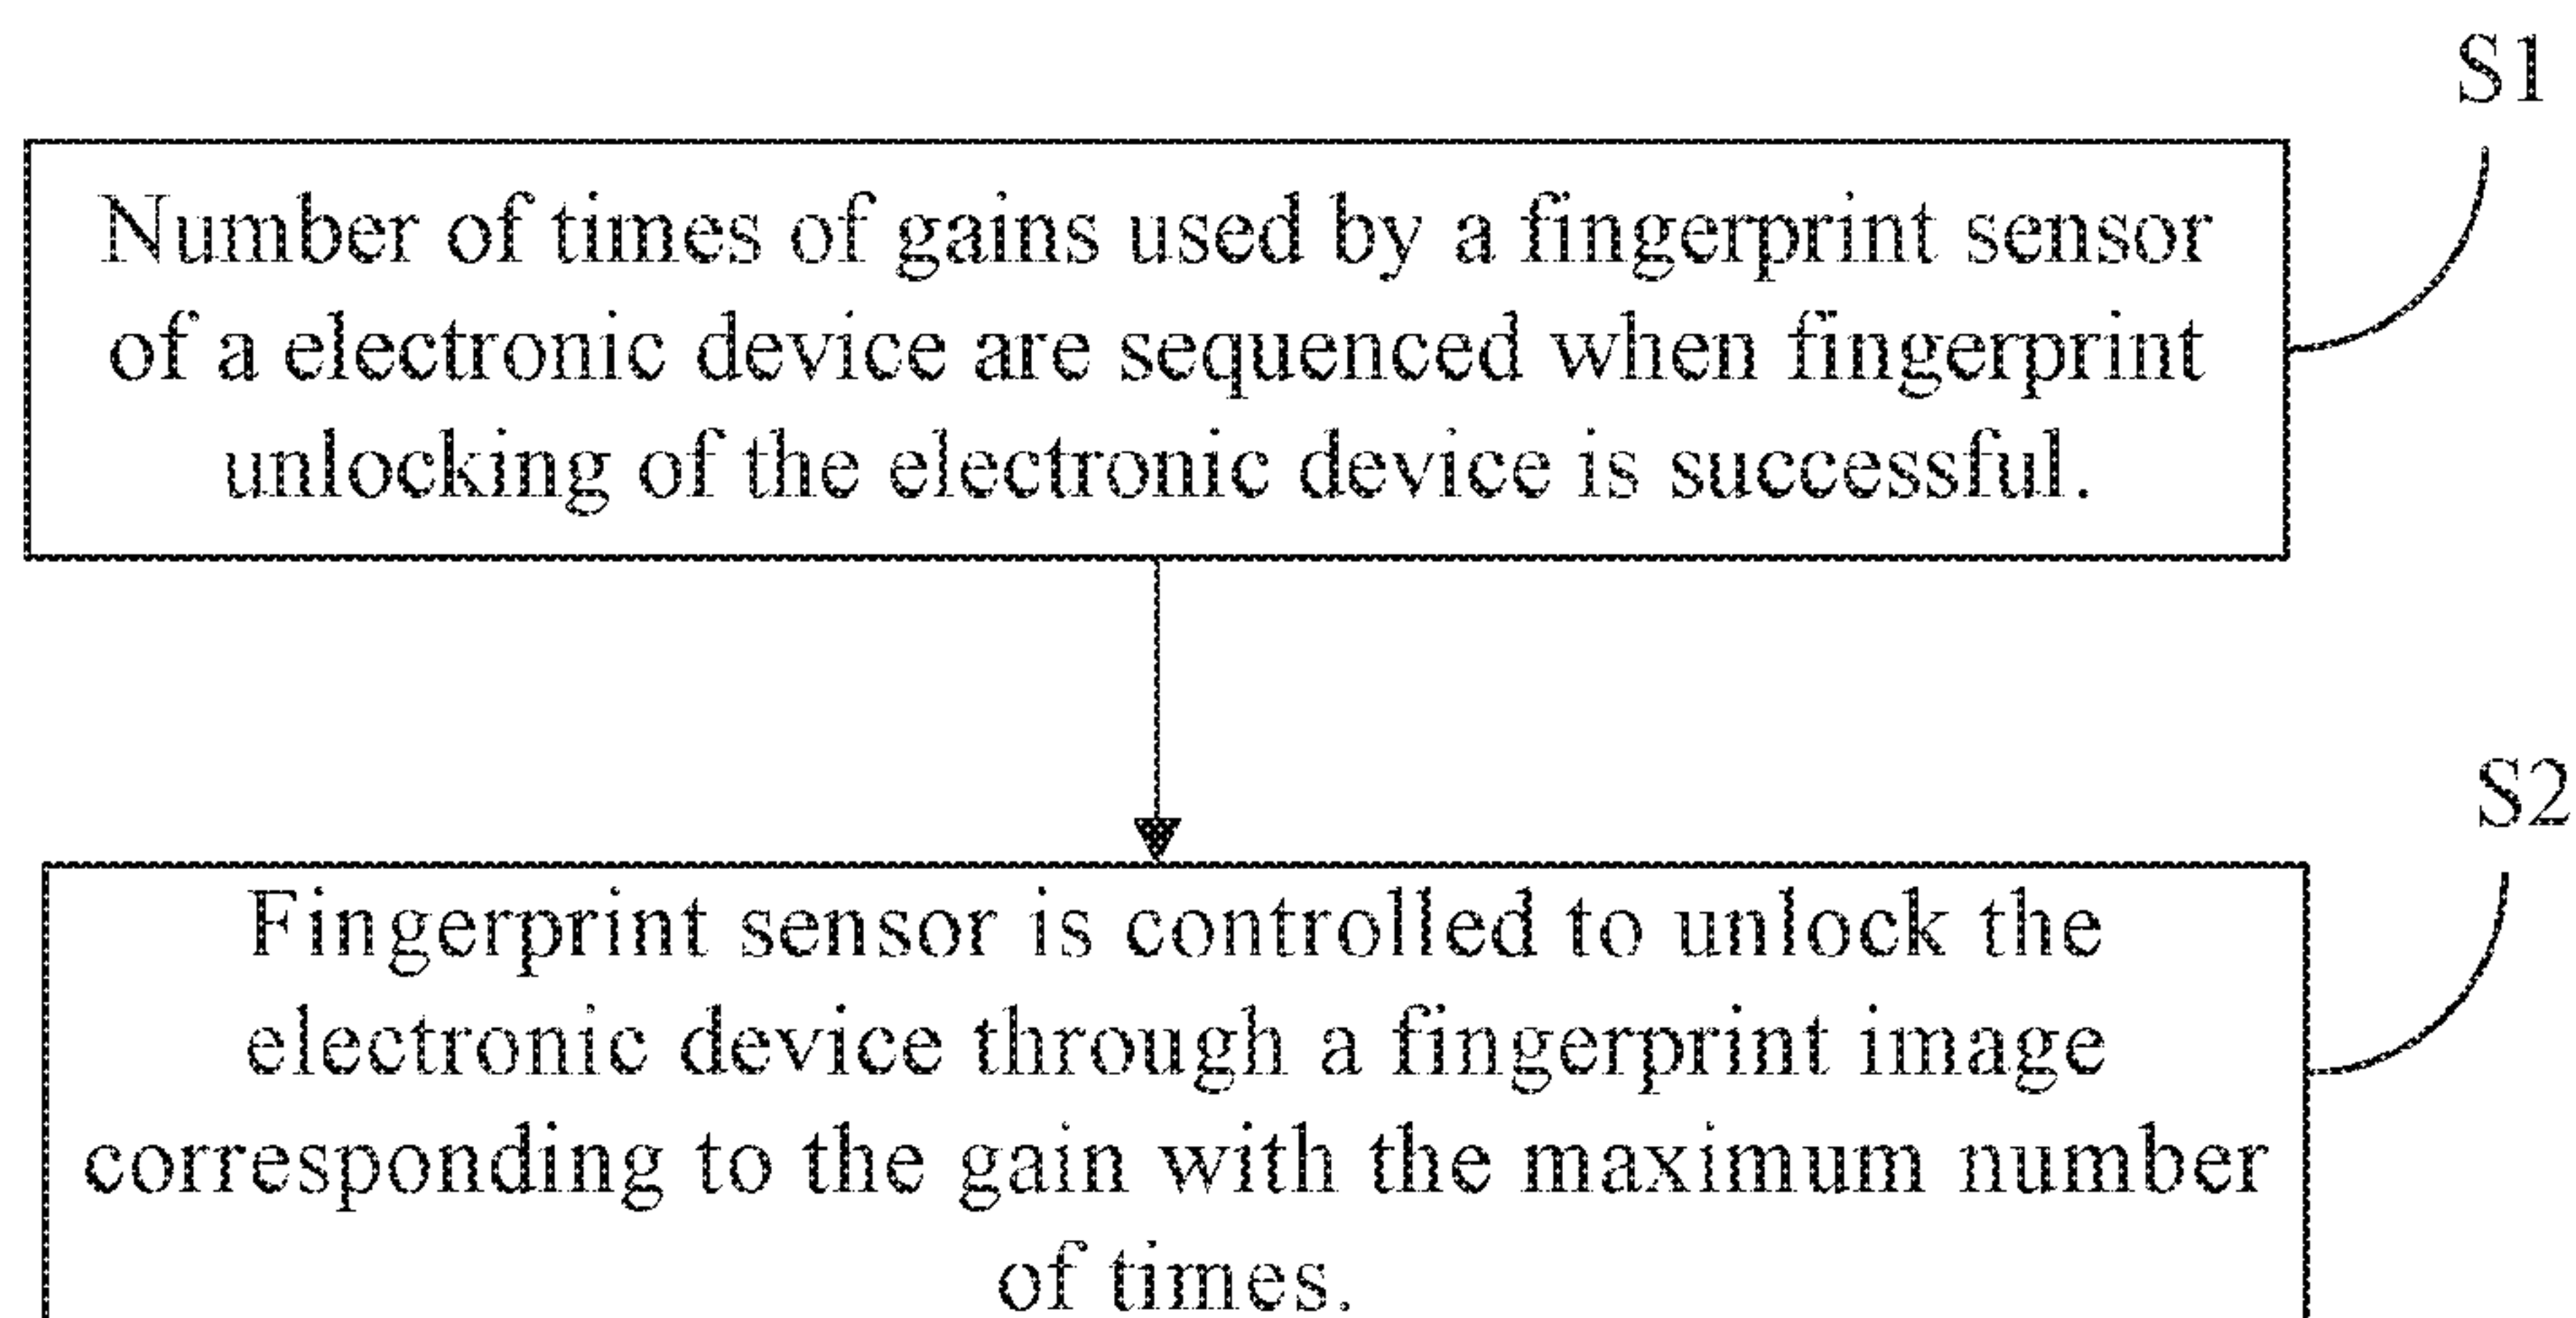 S1
Number of times of gains used by a fingerprint sensor
of a electronic device are sequenced when fingerprint
unlocking of the electronic device is successful.
S2
Fingerprint sensor is controlled to unlock the
electronic device through a fingerprint image
corresponding to the gain with the maximum number
of times.